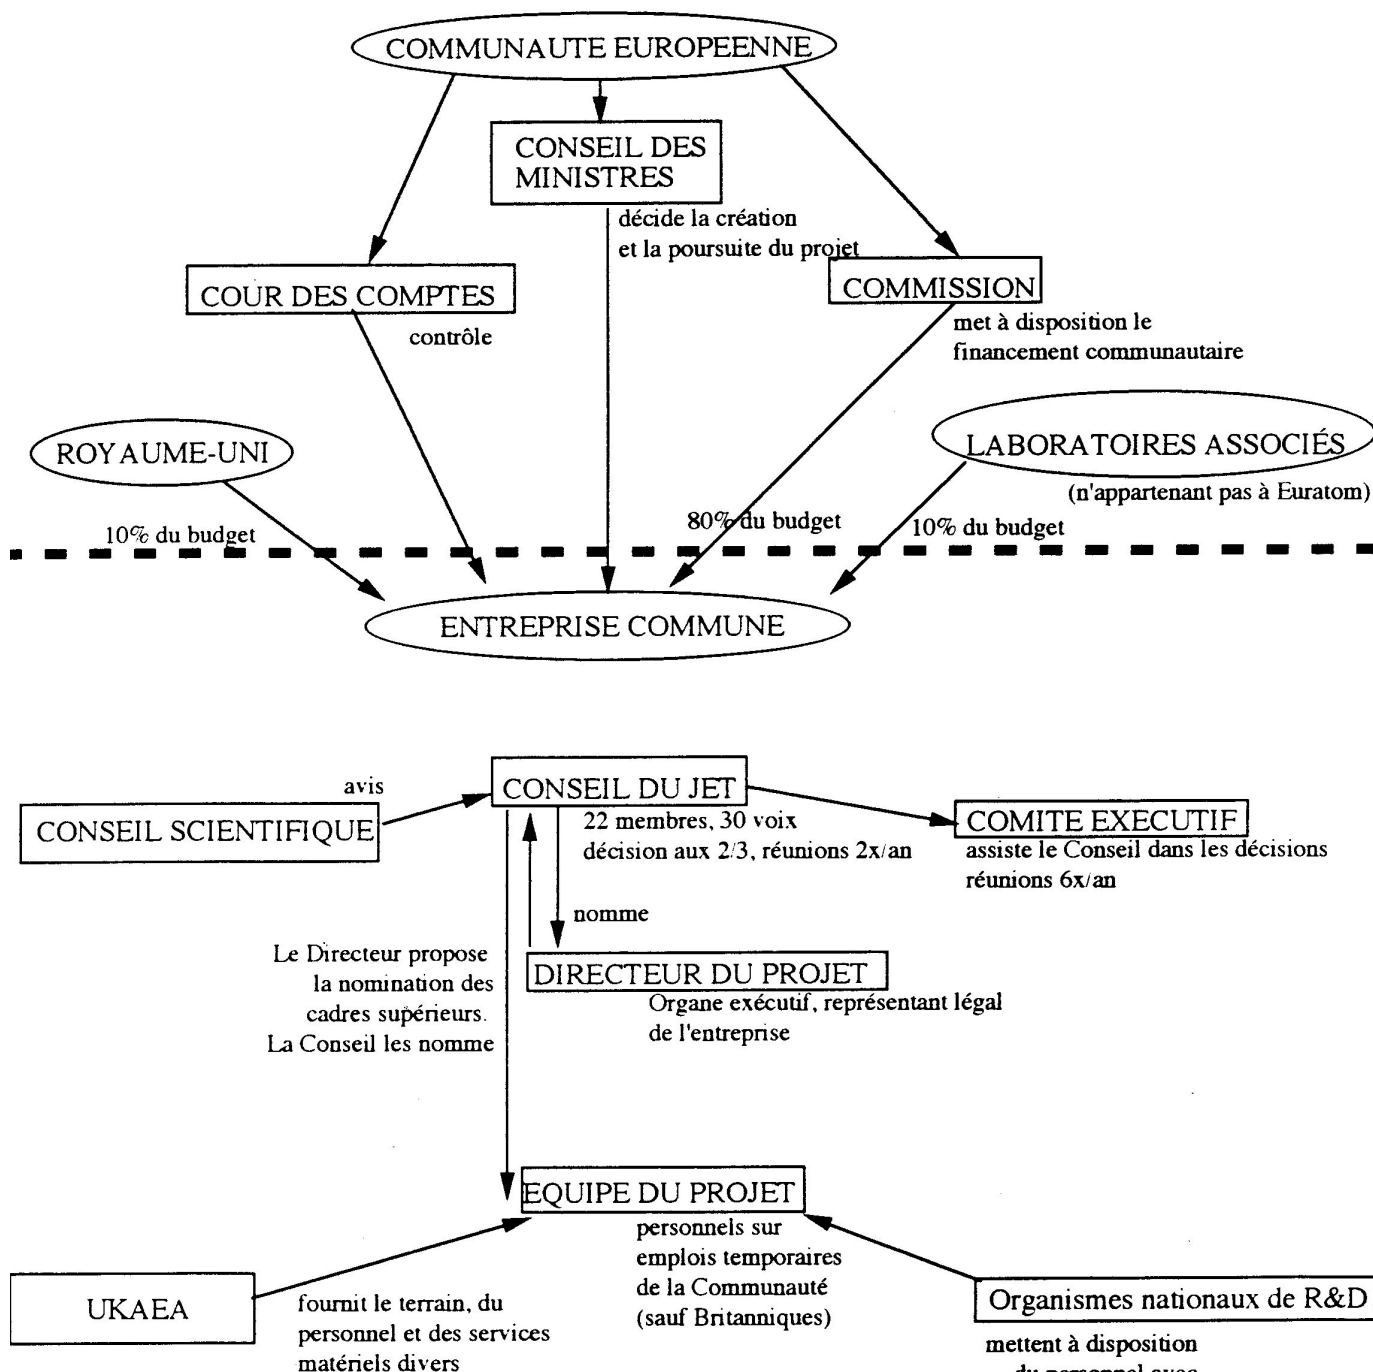 COMMUNAUTE EUROPEENNE
CONSEIL DES
MINISTRES
décide la création
et la poursuite du projet
COUR DES COMPTES
contrôle
COMMISSION
met à disposition le
financement communautaire
ROYAUME-UNI
LABORATOIRES ASSOCIÉS
(n'appartenant pas à Euratom)
10% du budget
80% du budget
10% du budget
ENTREPRISE COMMUNE
avis
CONSEIL SCIENTIFIQUE
CONSEIL DU JET
22 membres, 30 voix
décision aux 2/3, réunions 2x/an
COMITE EXECUTIF
assiste le Conseil dans les décisions
réunions 6x/an
nomme
Le Directeur propose
la nomination des
cadres supérieurs.
La Conseil les nomme
DIRECTEUR DU PROJET
Organe exécutif, représentant légal
de l'entreprise
EQUIPE DU PROJET
personnels sur
emplois temporaires
de la Communauté
(sauf Britanniques)
UKAEA
fournit le terrain, du
personnel et des services
matériels divers
Organismes nationaux de R&D
mettent à disposition
du personnel avec